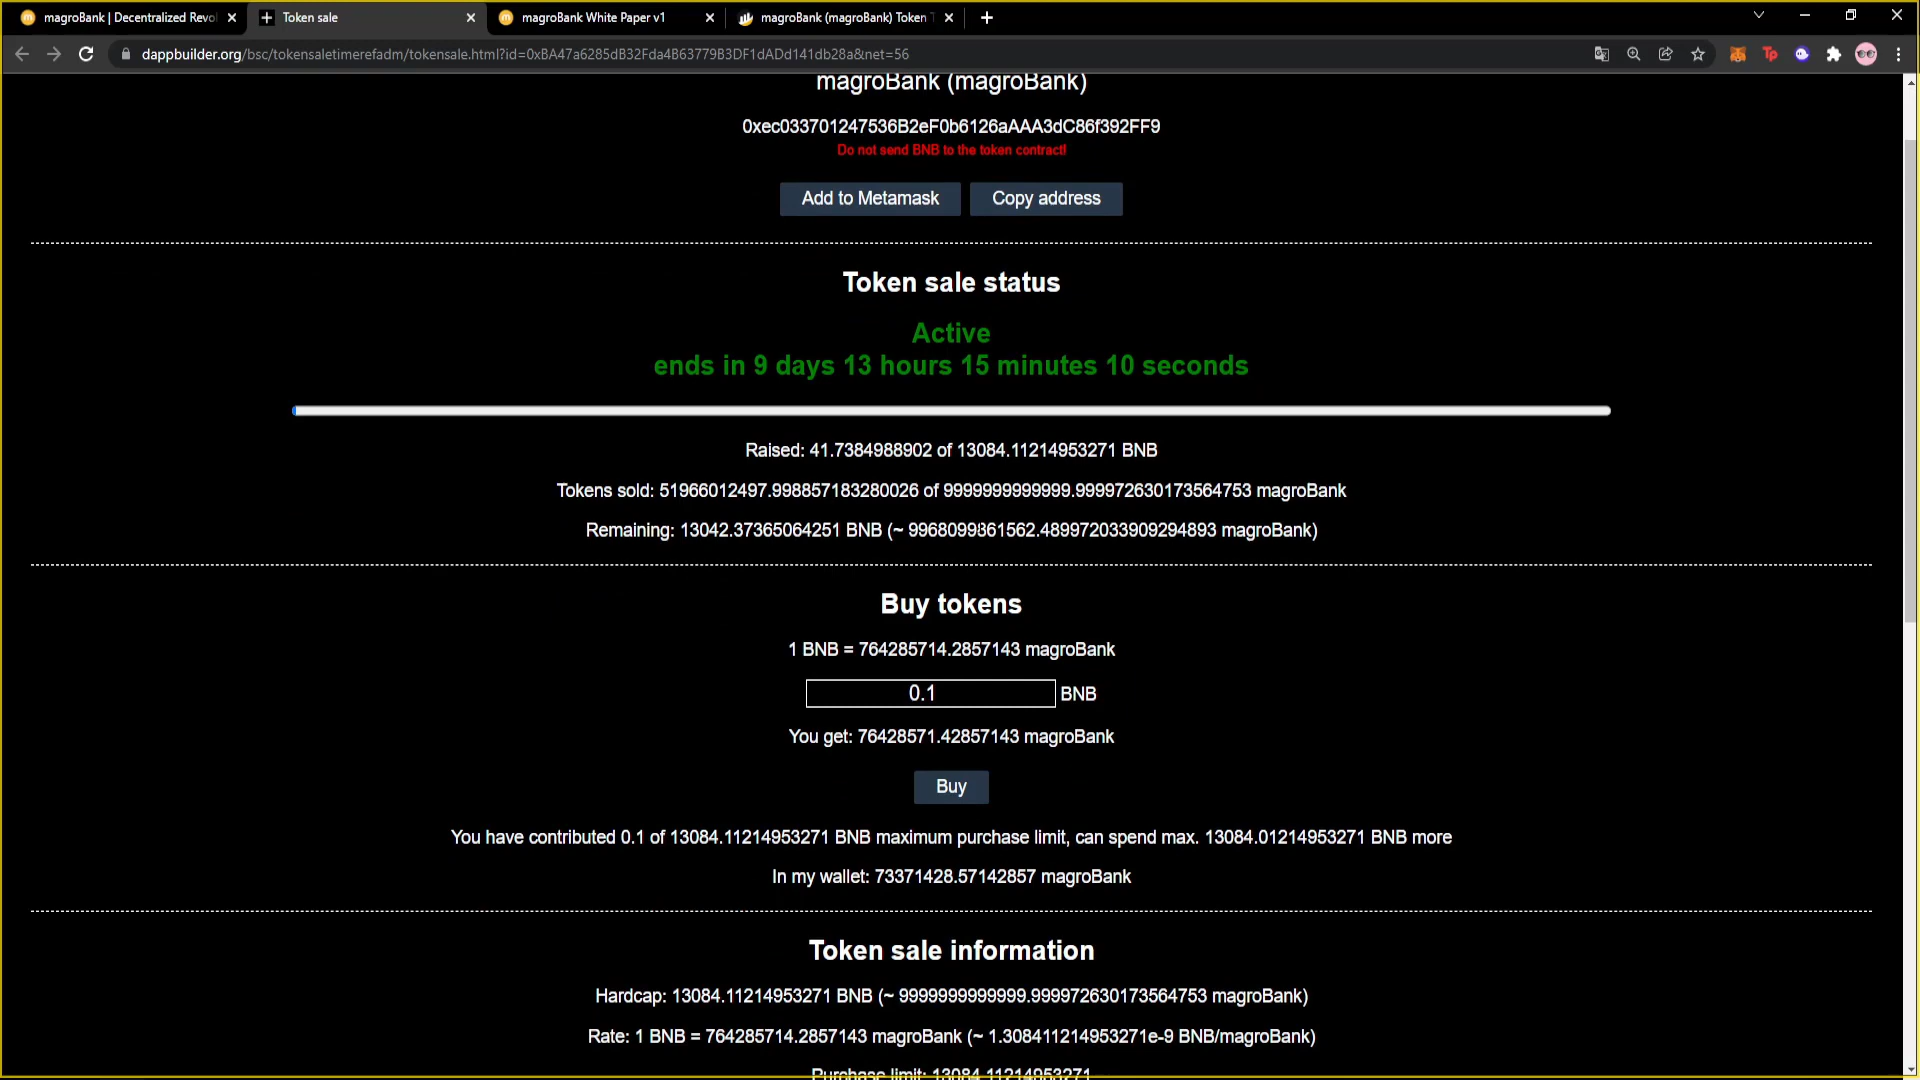 magroBank | Decentralized Revol
Token sale
magroBank White Paper v1
magroBank (magroBank) Token T
dappbuilder.org/bsc/tokensaletimerefadm/tokensale.html?id=0xBA47a6285dB32Fda4B63779B3DF1dADd141db28a&net=56
Tp
magroBank (magroBank)
0xec033701247536B2eF0b6126aAAA3dC86f392FF9
Do not send BNB to the token contract!
Add to Metamask
Copy address
Token sale status
Active
ends in 9 days 13 hours 15 minutes 10 seconds
Raised: 41.7384988902 of 13084.11214953271 BNB
Tokens sold: 51966012497.998857183280026 of 9999999999999.999972630173564753 magroBank
Remaining: 13042.37365064251 BNB (~ 9968099861562.489972033909294893 magroBank)
Buy tokens
1 BNB = 764285714.2857143 magroBank
0.1 BNB
You get: 76428571.42857143 magroBank
Buy
You have contributed 0.1 of 13084.11214953271 BNB maximum purchase limit, can spend max. 13084.01214953271 BNB more
In my wallet: 73371428.57142857 magroBank
Token sale information
Hardcap: 13084.11214953271 BNB (~ 9999999999999.999972630173564753 magroBank)
Rate: 1 BNB = 764285714.2857143 magroBank (~ 1.308411214953271e-9 BNB/magroBank)
Purchase limit: 13084.11214953271